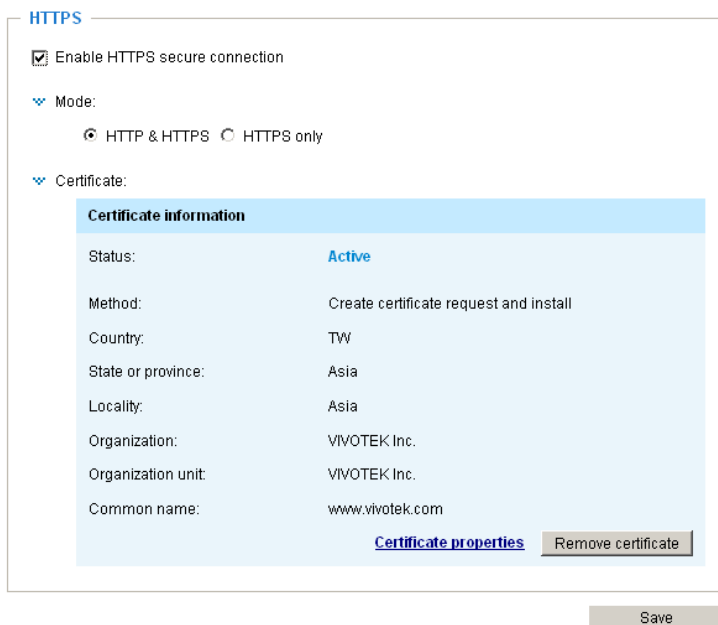 HTTPS
Enable HTTPS secure connection
Mode:
HTTP & HTTPS HTTPS only
Certificate:
Certificate information
Status: Active
Method: Create certificate request and install
Country: TW
State or province: Asia
Locality: Asia
Organization: VIVOTEK Inc.
Organization unit: VIVOTEK Inc.
Common name: www.vivotek.com
Certificate properties Remove certificate
Save